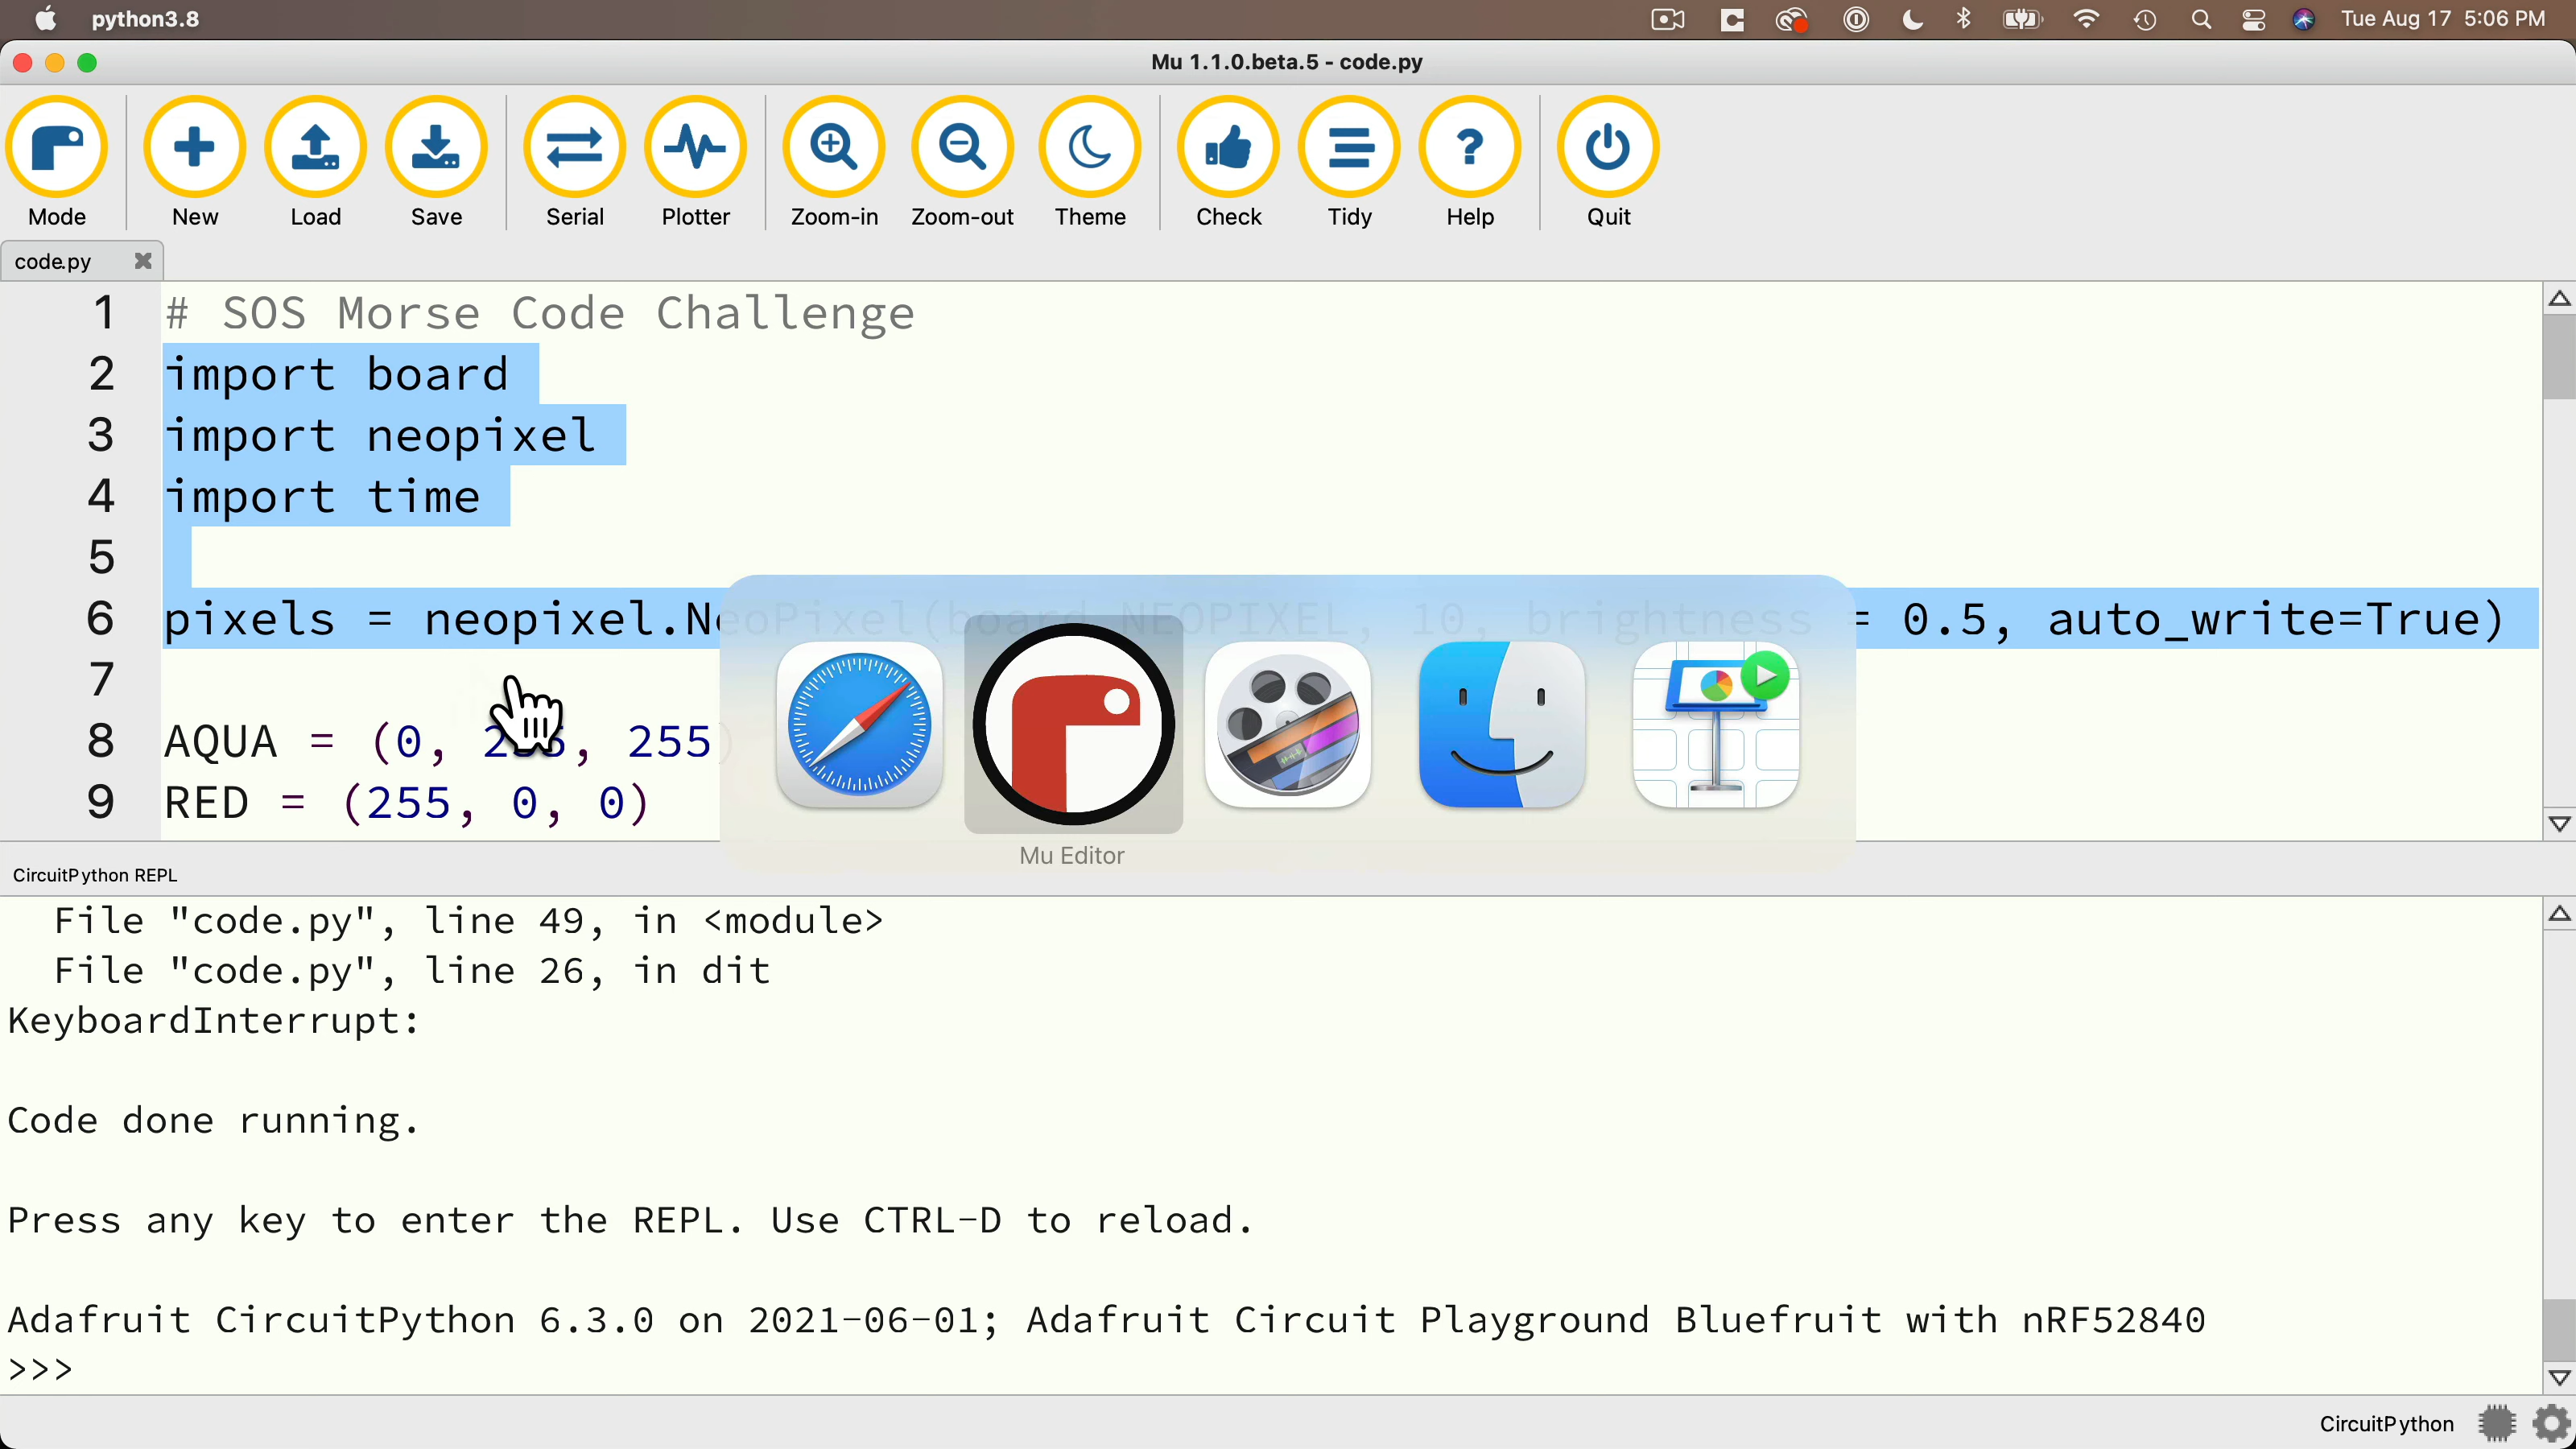 python3.8
Tue Aug 17 5:06 PM
Mu 1.1.0.beta.5 - code.py
Mode
New
Load
Save
Serial
Plotter
Zoom-in
Zoom-out
Theme
Check
Tidy
Help
Quit
code.py
1 # SOS Morse Code Challenge
2 import board
3 import neopixel
4 import time
5
6 pixels = neopixel.NeoPixel(board.NEOPIXEL, 10, brightness = 0.5, auto_write=True)
7
8 AQUA = (0, 255, 255)
9 RED = (255, 0, 0)
Mu Editor
CircuitPython REPL
File "code.py", line 49, in <module>
File "code.py", line 26, in dit
KeyboardInterrupt:
Code done running.
Press any key to enter the REPL. Use CTRL-D to reload.
Adafruit CircuitPython 6.3.0 on 2021-06-01; Adafruit Circuit Playground Bluefruit with nRF52840
>>>
CircuitPython